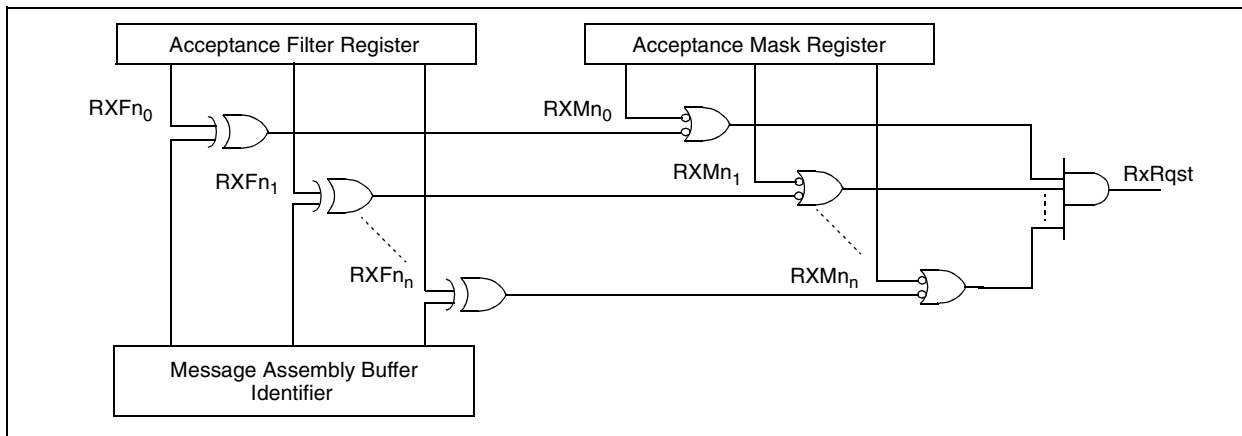 Acceptance Filter Register
Acceptance Mask Register
RXFn0
RXMn0
RXFn1
RXMn1
RxRqst
RXFnn
RXMnn
Message Assembly Buffer
Identifier